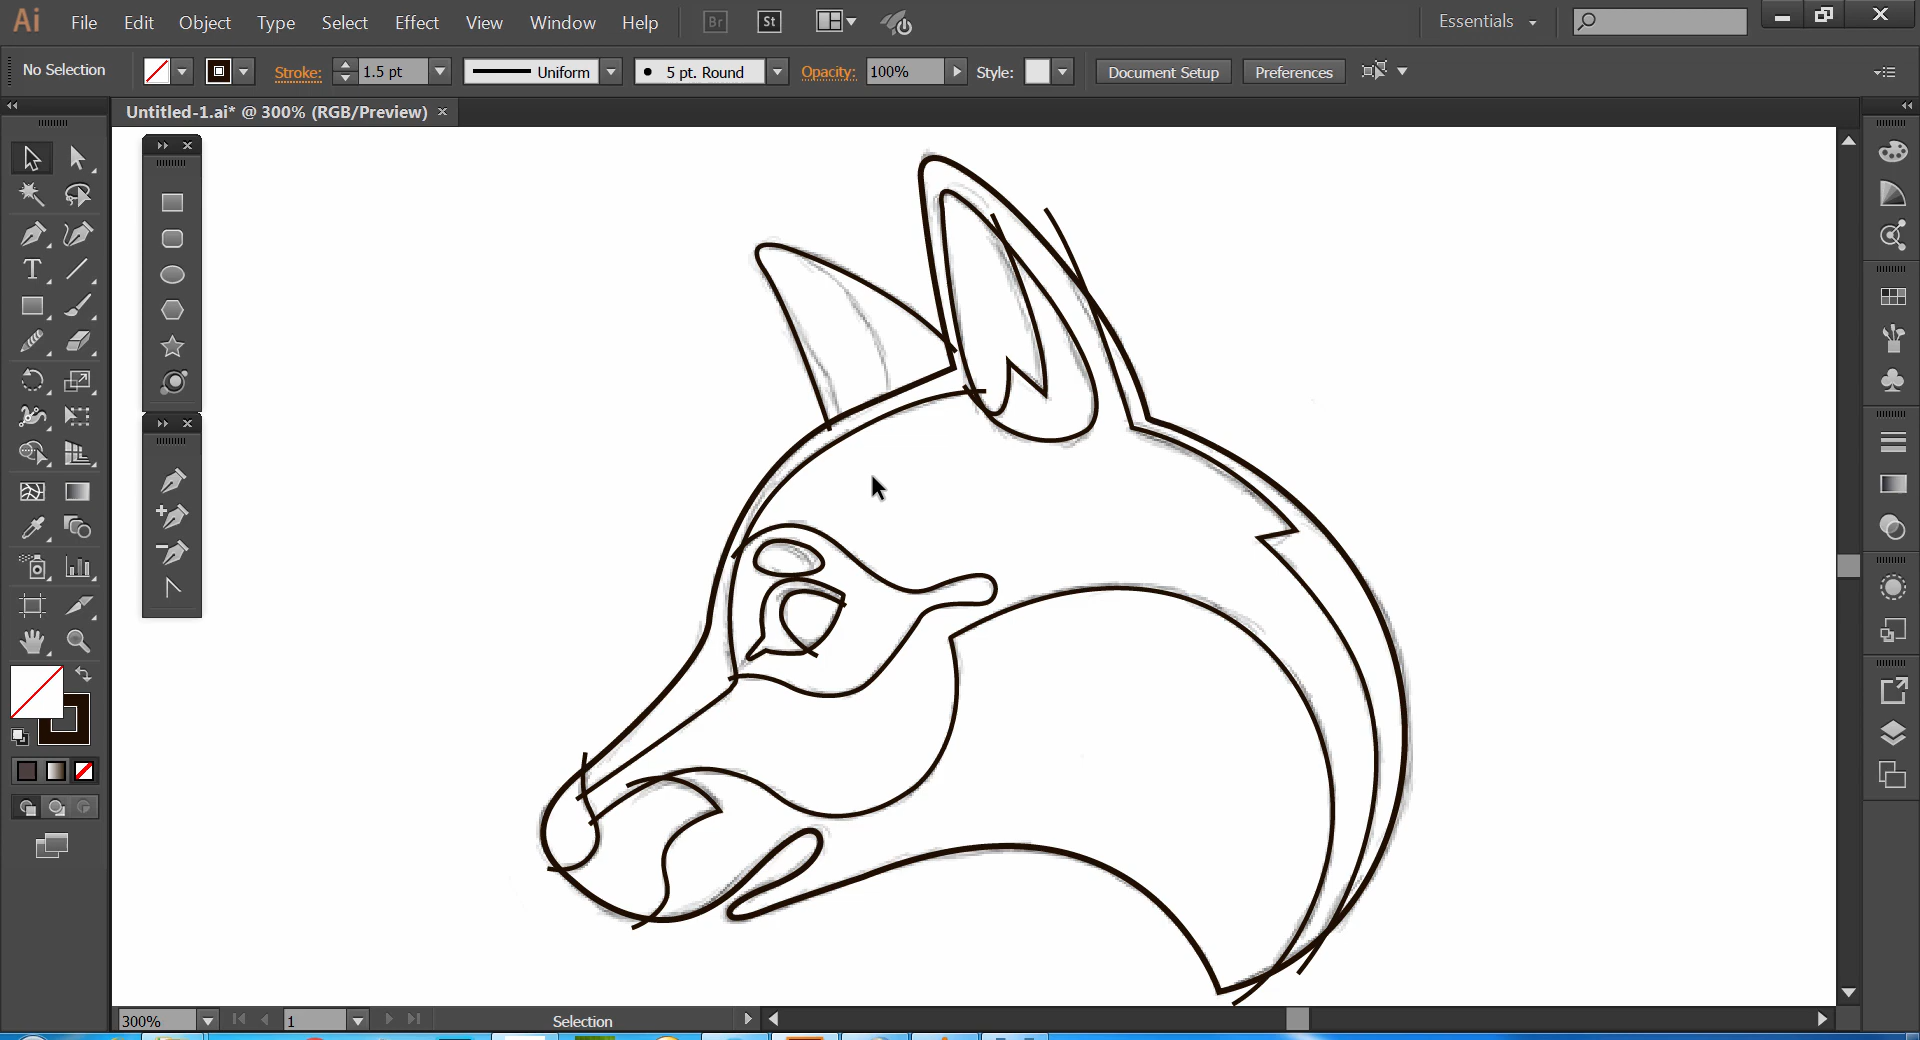 Ai File Edit Object Type Select Effect View Window Help Br St Essentials
No Selection Stroke: 1.5 pt Uniform 5 pt. Round Opacity: 100% Style: Document Setup Preferences
Untitled-1.ai* @ 300% (RGB/Preview)
300% 1 Selection